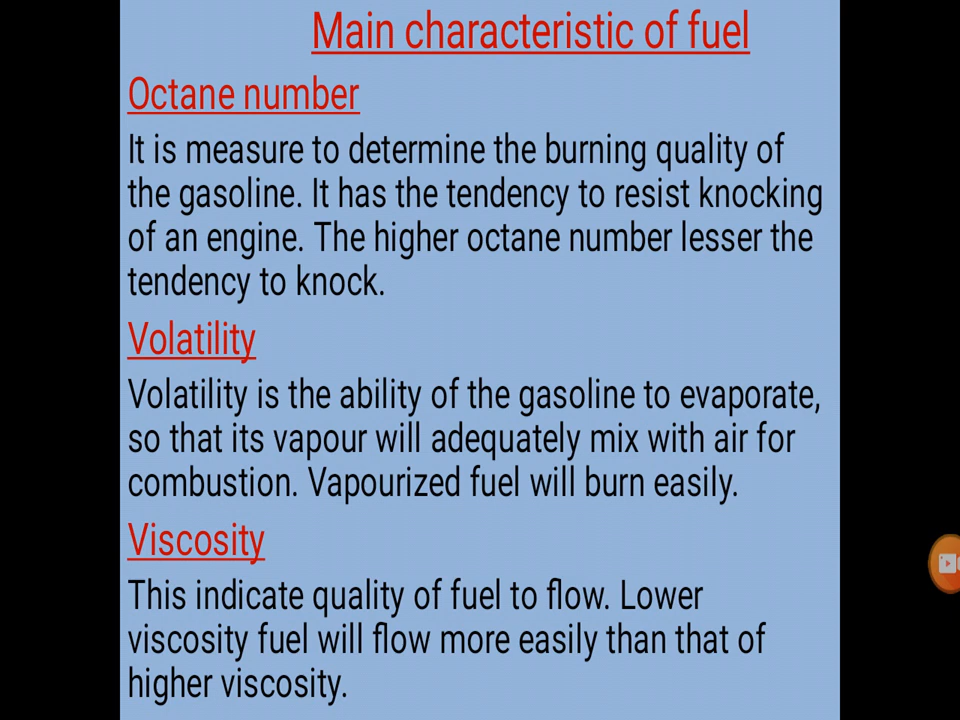 Main characteristic of fuel
Octane number
It is measure to determine the burning quality of
the gasoline. It has the tendency to resist knocking
of an engine. The higher octane number lesser the
tendency to knock.
Volatility
Volatility is the ability of the gasoline to evaporate,
so that its vapour will adequately mix with air for
combustion. Vapourized fuel will burn easily.
Viscosity
This indicate quality of fuel to flow. Lower
viscosity fuel will flow more easily than that of
higher viscosity.